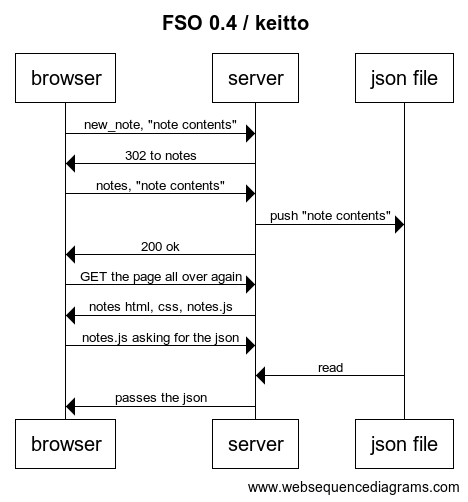 FSO 0.4 / keitto
browser
server
json file
new_note, "note contents"
302 to notes
notes, "note contents"
push "note contents"
200 ok
GET the page all over again
notes html, css, notes.js
notes.js asking for the json
read
passes the json
browser
server
json file
www.websequencediagrams.com